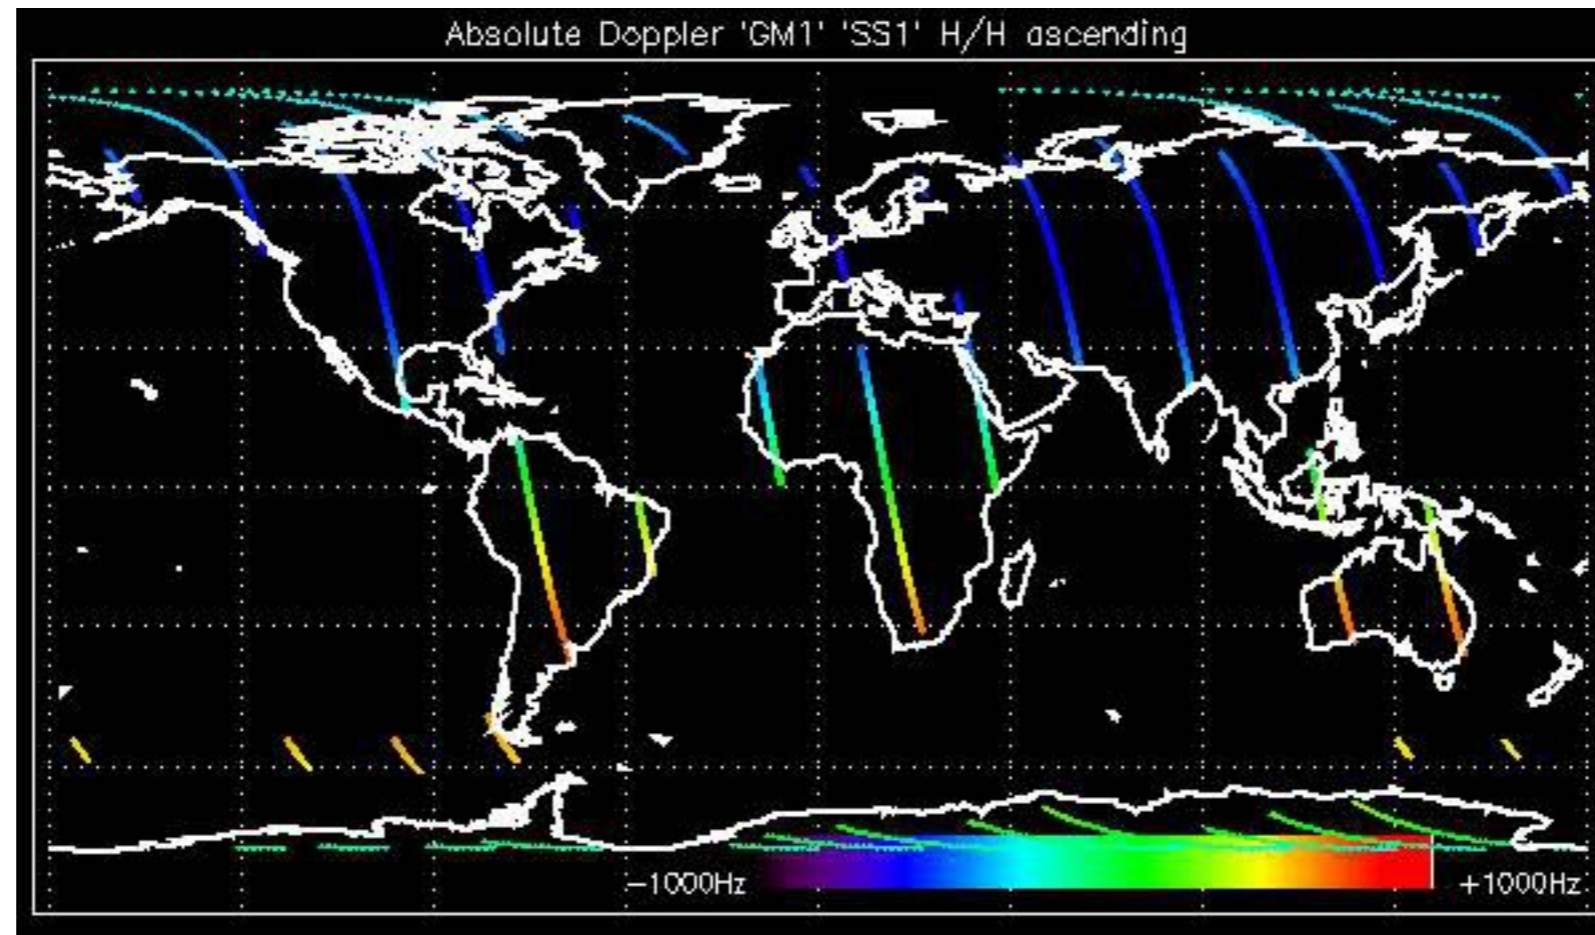 Absolute Doppler 'GM1' 'SS1' H/H ascending
−1000Hz
+1000Hz